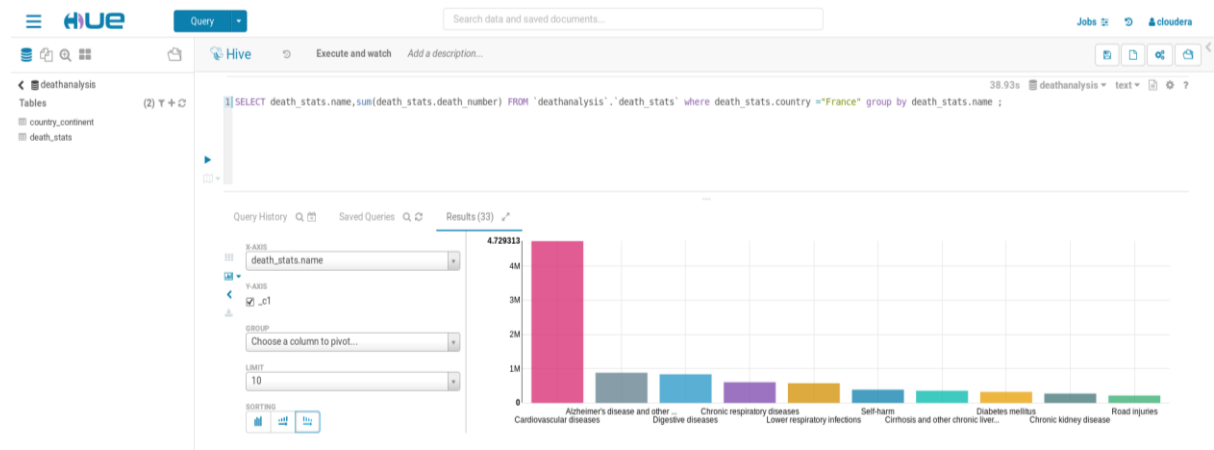 HUE
Query
Search data and saved documents...
Jobs
cloudera
Hive
Execute and watch
Add a description...
deathanalysis
Tables
(2)
country_continent
death_stats
38.93s
deathanalysis
text
?
1
SELECT death_stats.name,sum(death_stats.death_number) FROM `deathanalysis`.`death_stats` where death_stats.country ="France" group by death_stats.name ;
...
Query History
Saved Queries
Results (33)
X-AXIS
death_stats.name
Y-AXIS
_c1
GROUP
Choose a column to pivot...
LIMIT
10
SORTING
4.729313
4M
3M
2M
1M
0
Alzheimer's disease and other ...
Chronic respiratory diseases
Self-harm
Diabetes mellitus
Road injuries
Cardiovascular diseases
Digestive diseases
Lower respiratory infections
Cirrhosis and other chronic liver...
Chronic kidney disease